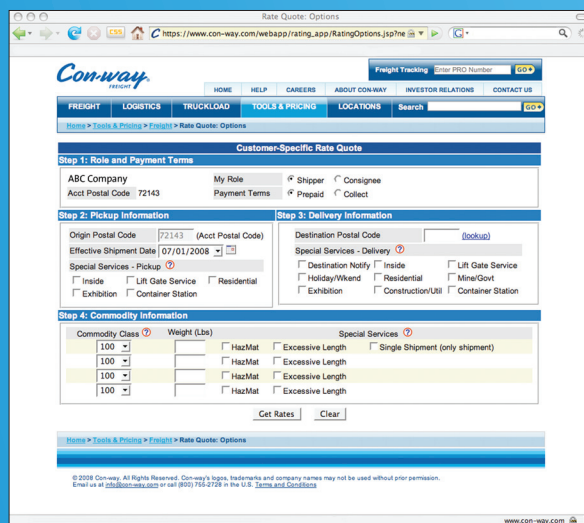 Rate Quote: Options
CSS
https://www.con-way.com/webapp/rating_app/RatingOptions.jsp?ne
G
Con-way
FREIGHT
Freight Tracking Enter PRO Number GO
HOME HELP CAREERS ABOUT CON-WAY INVESTOR RELATIONS CONTACT US
FREIGHT LOGISTICS TRUCKLOAD TOOLS & PRICING LOCATIONS Search GO
Home > Tools & Pricing > Freight > Rate Quote: Options
Customer-Specific Rate Quote
Step 1: Role and Payment Terms
ABC Company My Role Shipper Consignee
Acct Postal Code 72143 Payment Terms Prepaid Collect
Step 2: Pickup Information
Origin Postal Code 72143 (Acct Postal Code)
Effective Shipment Date 07/01/2008
Special Services - Pickup ?
Inside Lift Gate Service Residential
Exhibition Container Station
Step 3: Delivery Information
Destination Postal Code (lookup)
Special Services - Delivery ?
Destination Notify Inside Lift Gate Service
Holiday/Wkend Residential Mine/Govt
Exhibition Construction/Util Container Station
Step 4: Commodity Information
Commodity Class ? Weight (Lbs) Special Services ?
100 HazMat Excessive Length Single Shipment (only shipment)
100 HazMat Excessive Length
100 HazMat Excessive Length
100 HazMat Excessive Length
Get Rates Clear
Home > Tools & Pricing > Freight > Rate Quote: Options
© 2008 Con-way. All Rights Reserved. Con-way's logos, trademarks and company names may not be used without prior permission.
Email us at info@con-way.com or call (800) 755-2728 in the U.S. Terms and Conditions
www.con-way.com